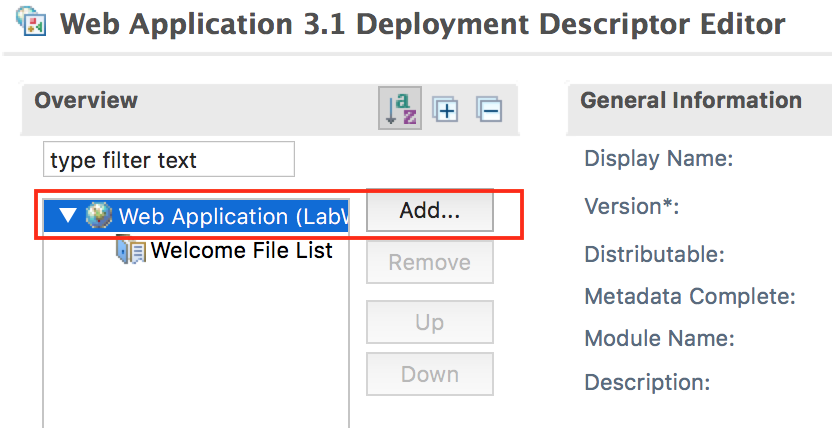 Web Application 3.1 Deployment Descriptor Editor
Overview
General Information
type filter text
Display Name:
Web Application (LabW
Add...
Version*:
Welcome File List
Remove
Distributable:
Metadata Complete:
Up
Module Name:
Down
Description: